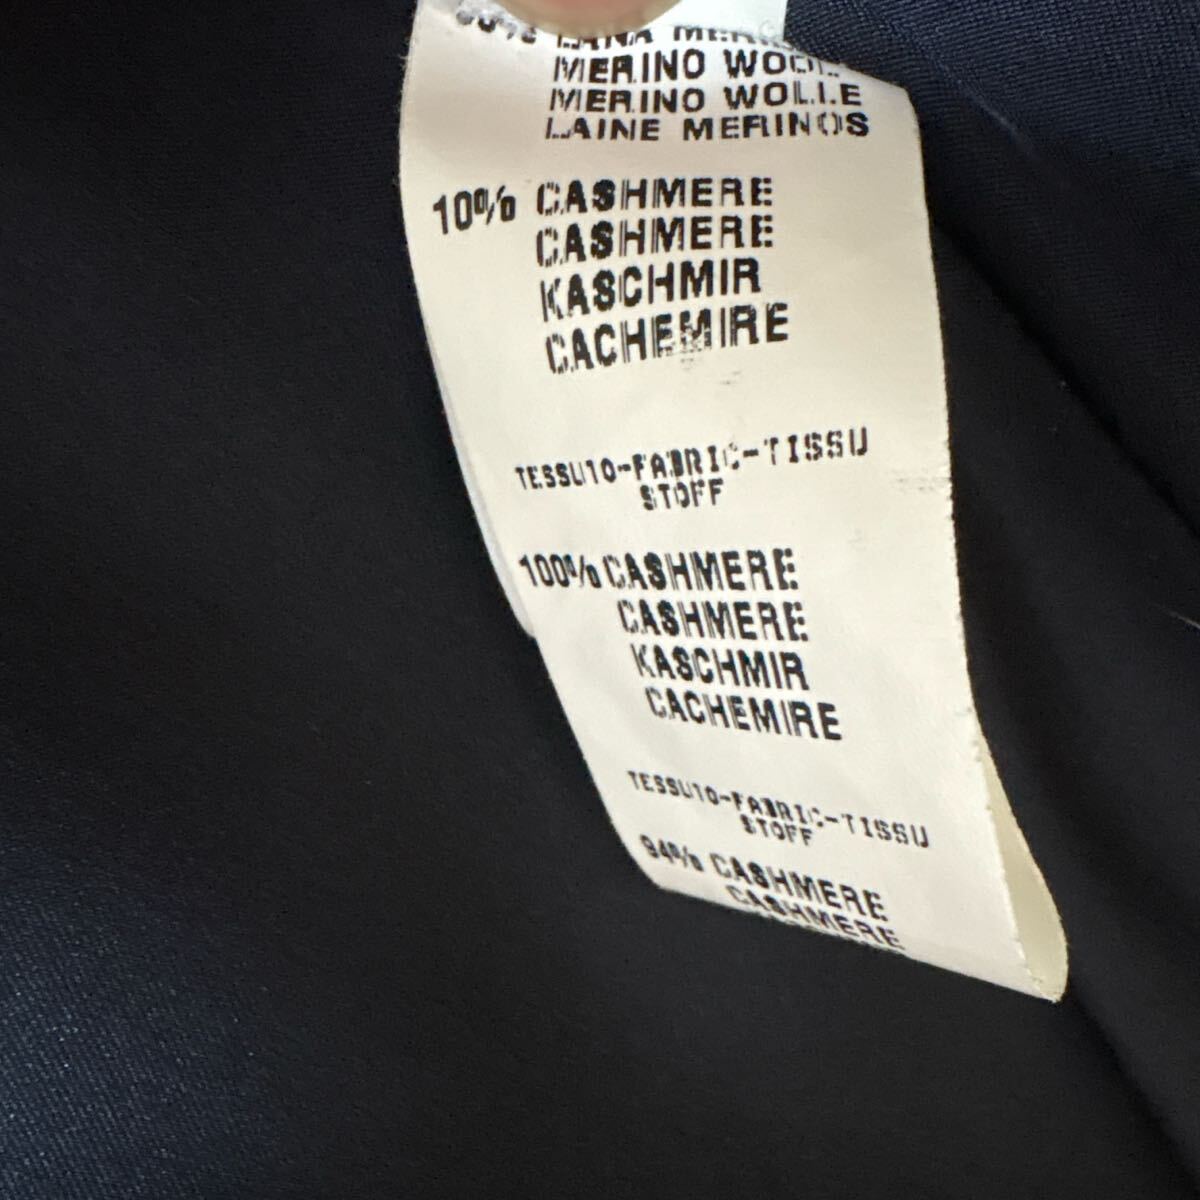 LANA
MERINO WOOL
MERINO WOLLE
LAINE MERINOS
10% CASHMERE
CASHMERE
KASCHMIR
CACHEMIRE
TESSUTO-FABRIC-TISSU
STOFF
100% CASHMERE
CASHMERE
KASCHMIR
CACHEMIRE
TESSUTO-FABRIC-TISSU
STOFF
94% CASHMERE
CASHMERE